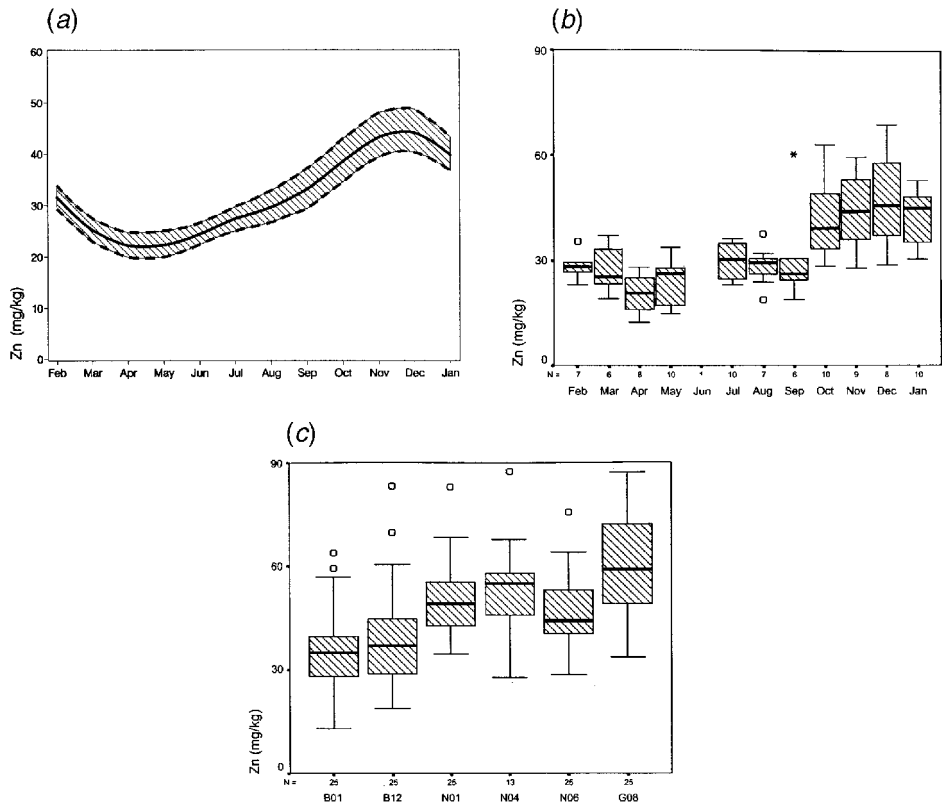 (a)
60
50
40
30
20
10
0
Zn (mg/kg)
Feb Mar Apr May Jun Jul Aug Sep Oct Nov Dec Jan
(b)
90
60
30
0
Zn (mg/kg)
*
N = 7 6 8 10 10 7 6 10 9 8 10
Feb Mar Apr May Jun Jul Aug Sep Oct Nov Dec Jan
(c)
90
60
30
0
Zn (mg/kg)
N = 25 25 25 13 25 25
B01 B12 N01 N04 N06 G08